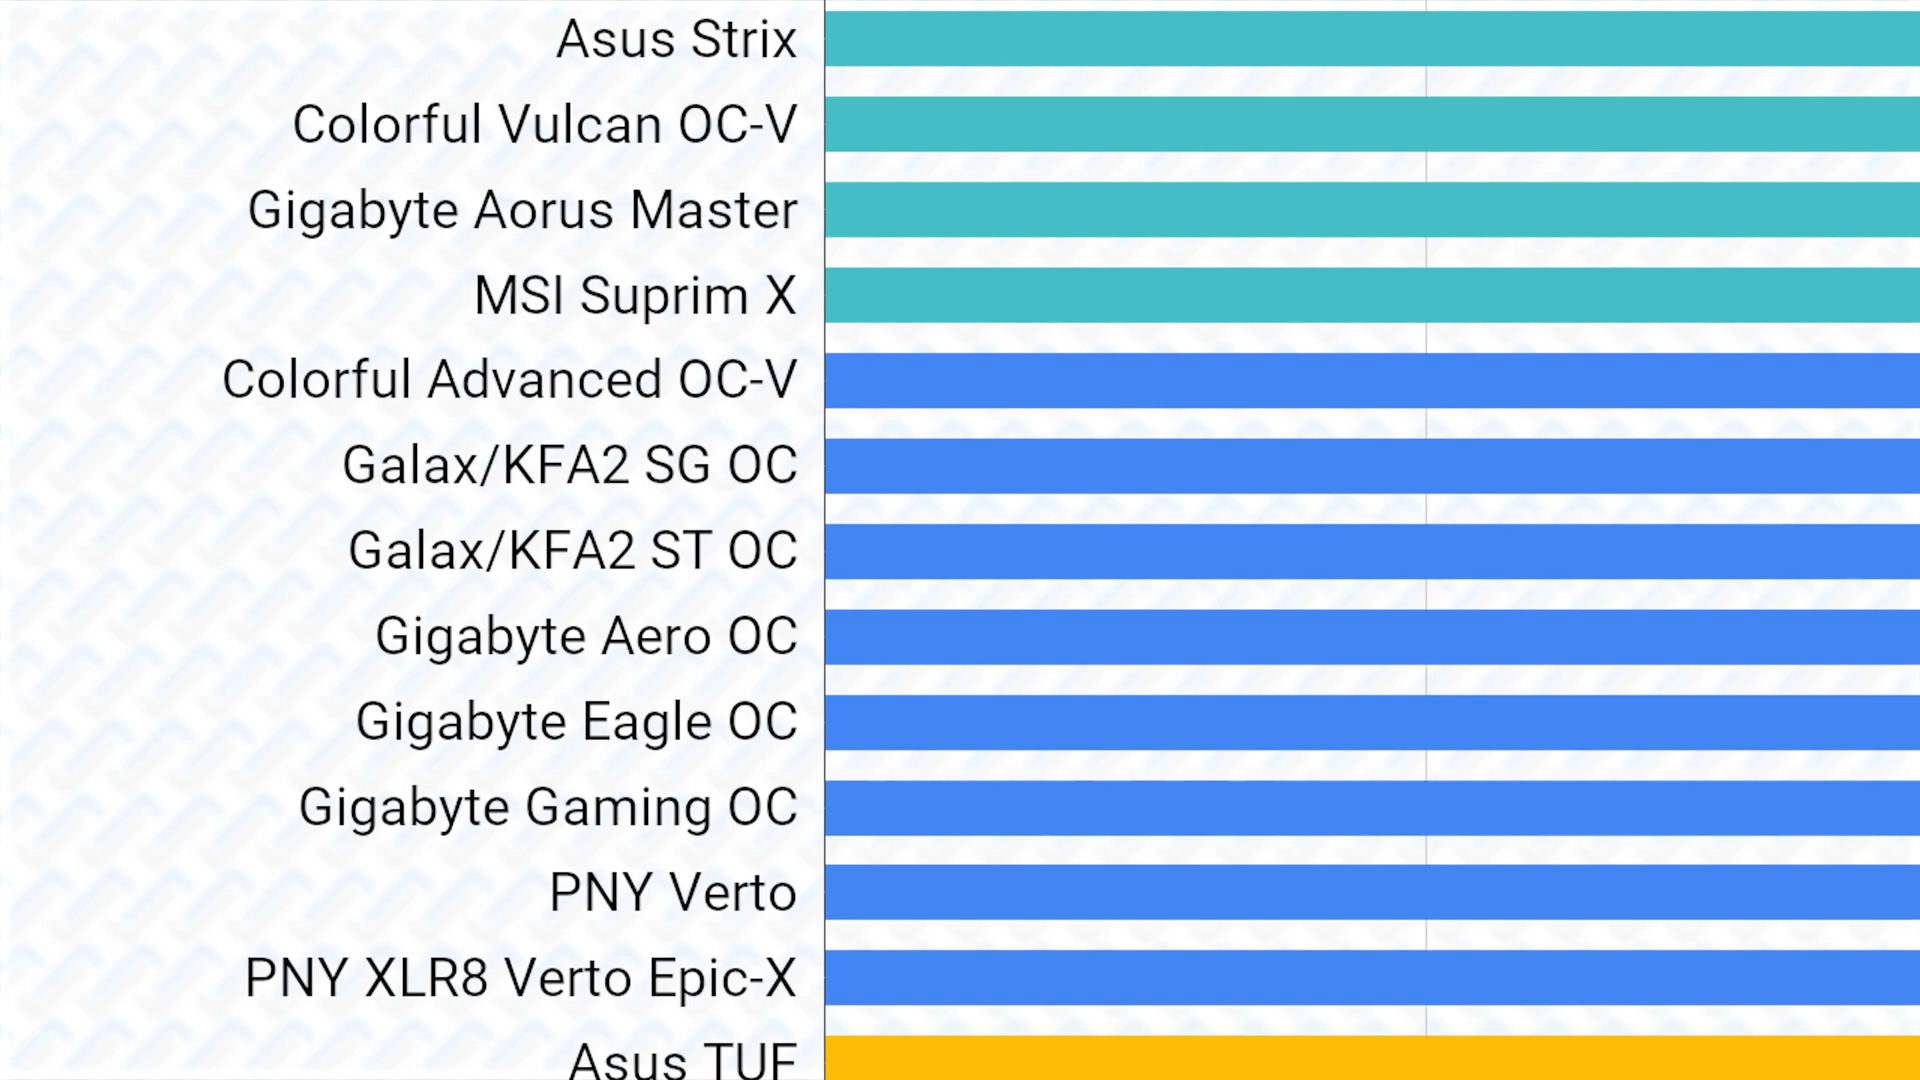 Asus Strix
Colorful Vulcan OC-V
Gigabyte Aorus Master
MSI Suprim X
Colorful Advanced OC-V
Galax/KFA2 SG OC
Galax/KFA2 ST OC
Gigabyte Aero OC
Gigabyte Eagle OC
Gigabyte Gaming OC
PNY Verto
PNY XLR8 Verto Epic-X
Asus TUF